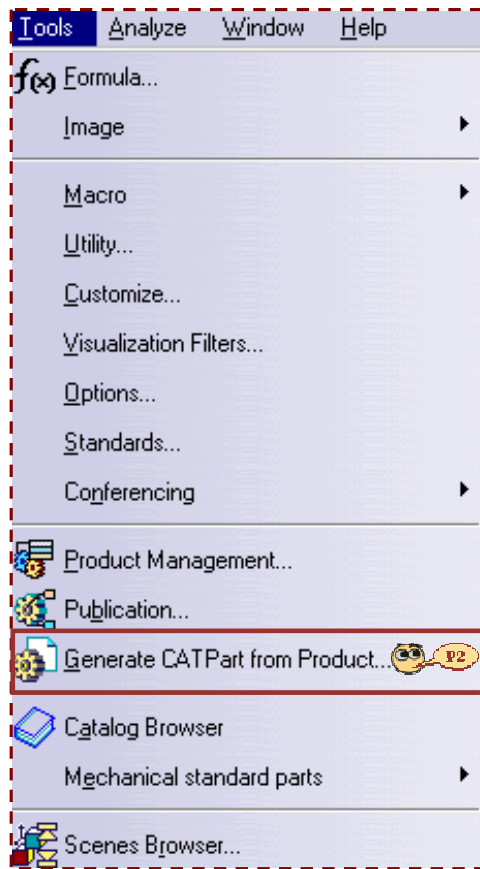 Tools Analyze Window Help
f(x) Formula...
Image
Macro
Utility...
Customize...
Visualization Filters...
Options...
Standards...
Conferencing
Product Management...
Publication...
Generate CATPart from Product... P2
Catalog Browser
Mechanical standard parts
Scenes Browser...